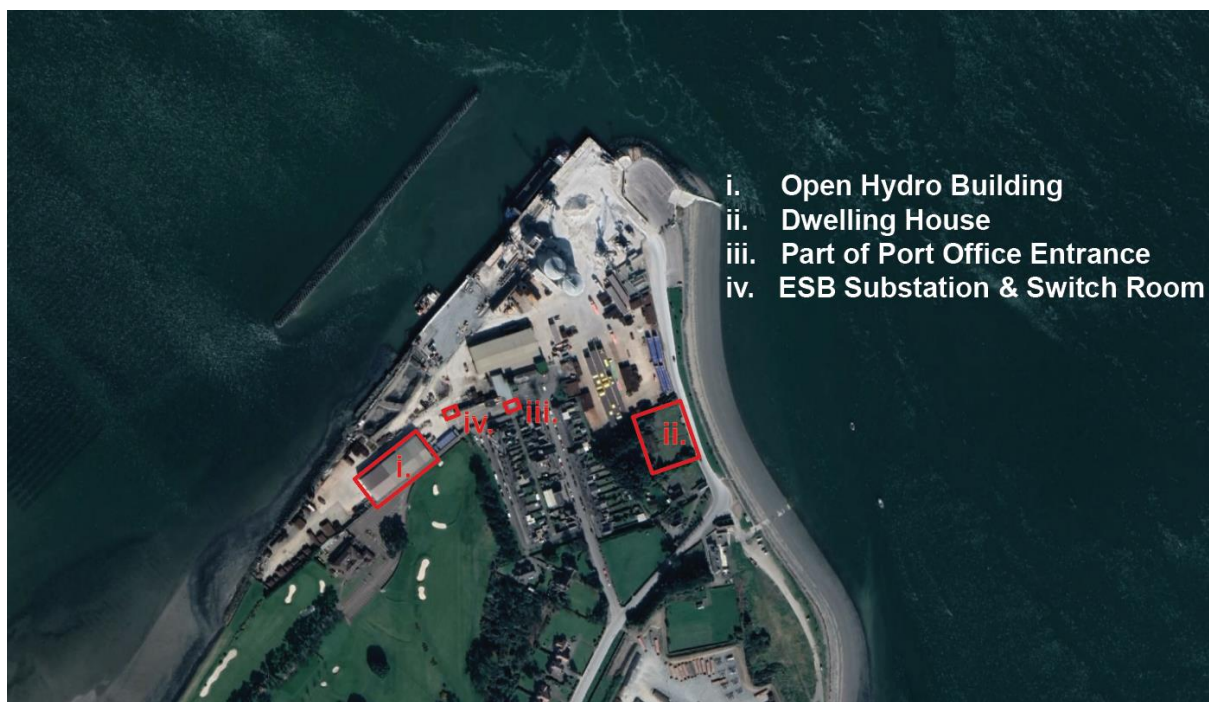 i. Open Hydro Building
ii. Dwelling House
iii. Part of Port Office Entrance
iv. ESB Substation & Switch Room
iv.
iii.
ii.
i.